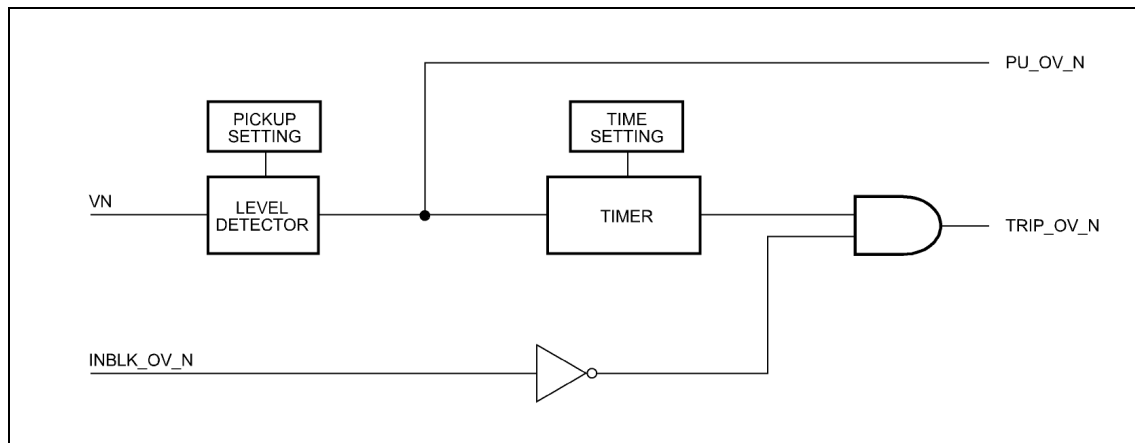 PU_OV_N
PICKUP
SETTING
TIME
SETTING
VN
LEVEL
DETECTOR
TIMER
TRIP_OV_N
INBLK_OV_N